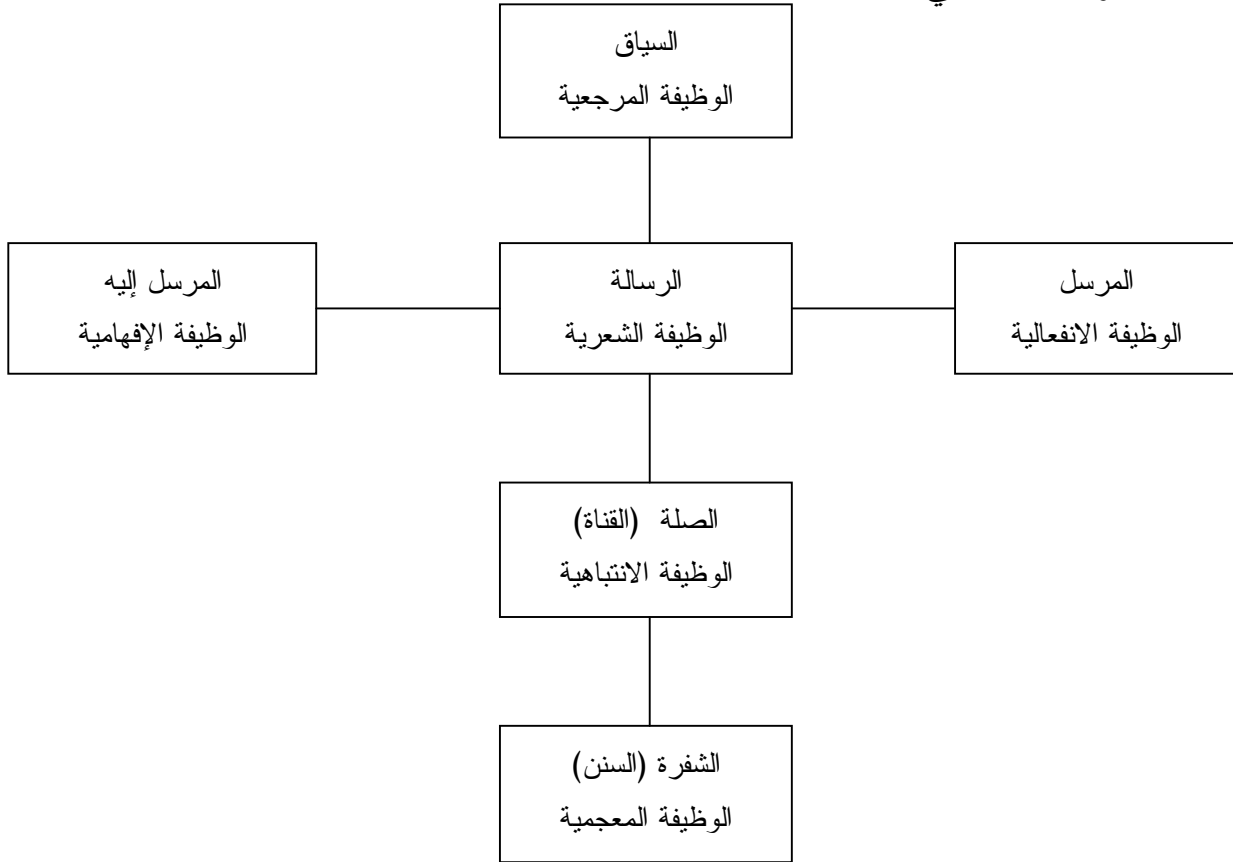 السياق
الوظيفة المرجعية
المرسل
الوظيفة الانفعالية
الرسالة
الوظيفة الشعرية
المرسل إليه
الوظيفة الإفهامية
الصلة (القناة)
الوظيفة الانتباهية
الشفرة (السنن)
الوظيفة المعجمية